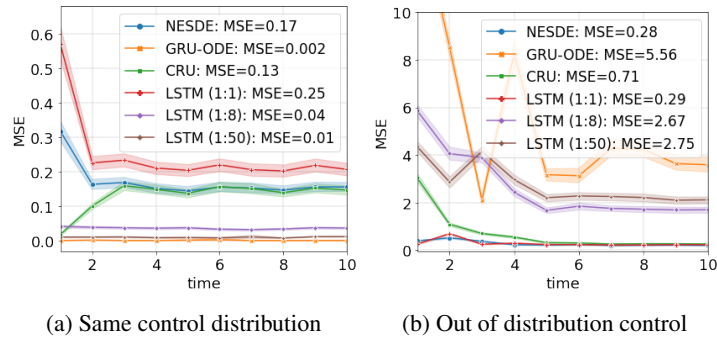 0.6
0.5
0.4
0.3
0.2
0.1
0.0
MSE
NESDE: MSE=0.17
GRU-ODE: MSE=0.002
CRU: MSE=0.13
LSTM (1:1): MSE=0.25
LSTM (1:8): MSE=0.04
LSTM (1:50): MSE=0.01
2 4 6 8 10
time
(a) Same control distribution
10
8
6
4
2
0
MSE
NESDE: MSE=0.28
GRU-ODE: MSE=5.56
CRU: MSE=0.71
LSTM (1:1): MSE=0.29
LSTM (1:8): MSE=2.67
LSTM (1:50): MSE=2.75
2 4 6 8 10
time
(b) Out of distribution control